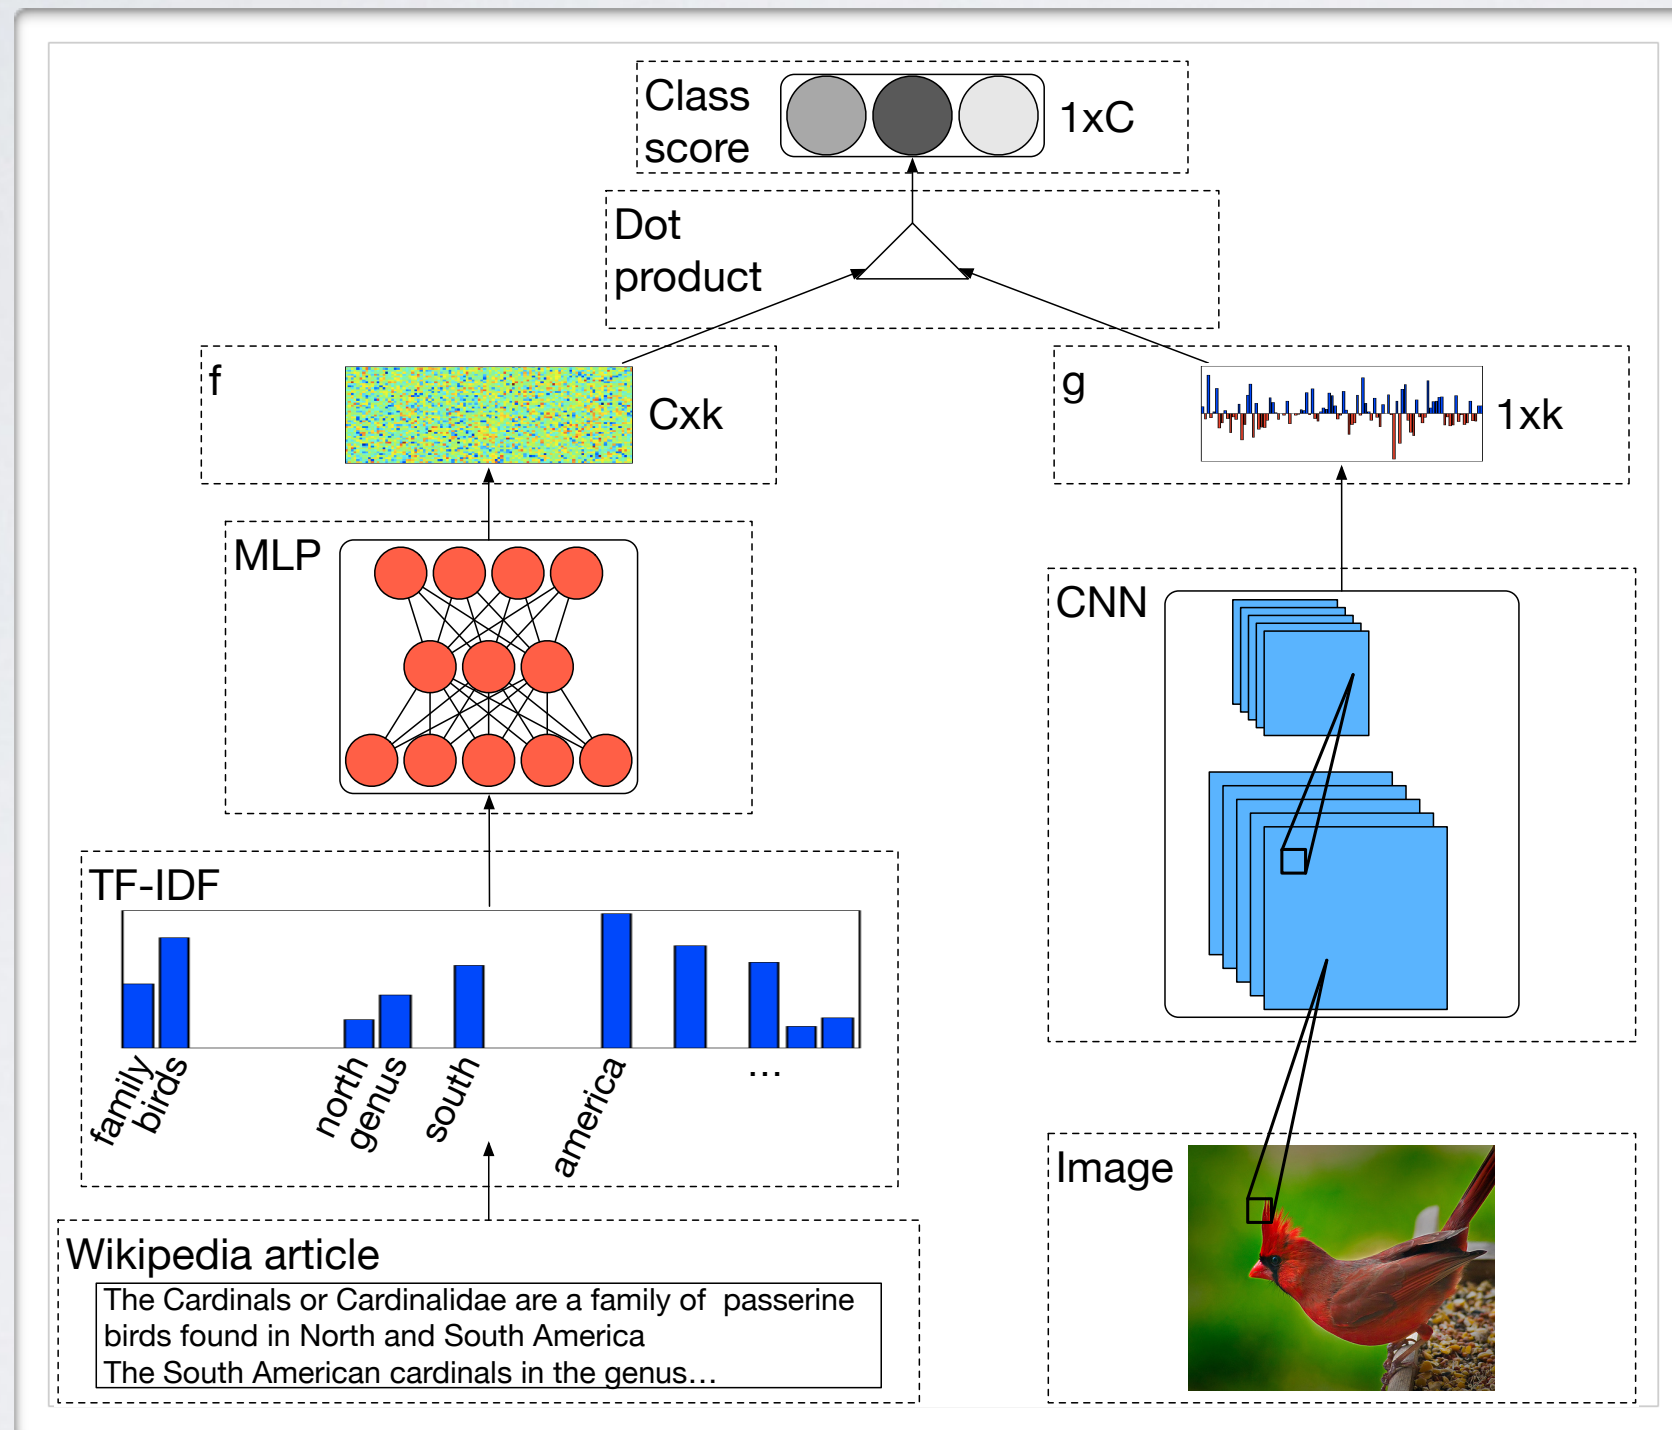 Class
score
1xC
Dot
product
f
Cxk
g
1xk
MLP
CNN
TF-IDF
family
birds
north
genus
south
america
...
Image
Wikipedia article
The Cardinals or Cardinalidae are a family of passerine
birds found in North and South America
The South American cardinals in the genus...